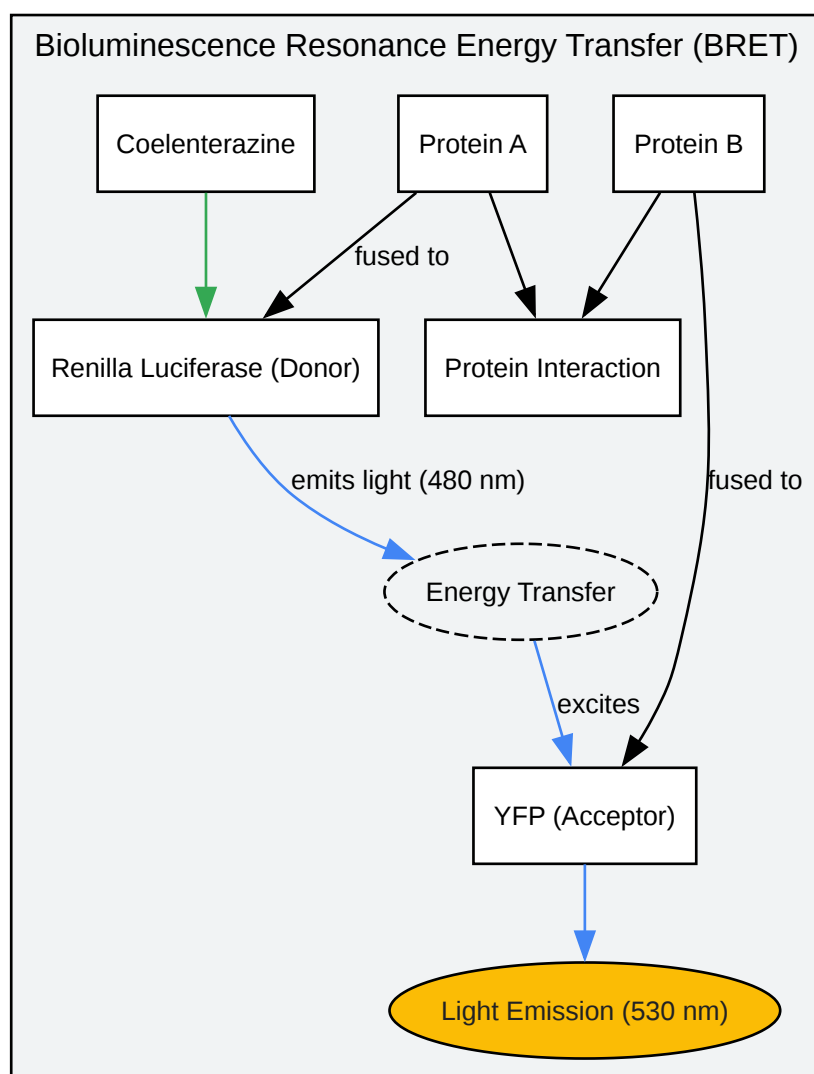 Bioluminescence Resonance Energy Transfer (BRET)
Coelenterazine
Protein A
Protein B
fused to
Renilla Luciferase (Donor)
Protein Interaction
emits light (480 nm)
fused to
Energy Transfer
excites
YFP (Acceptor)
Light Emission (530 nm)